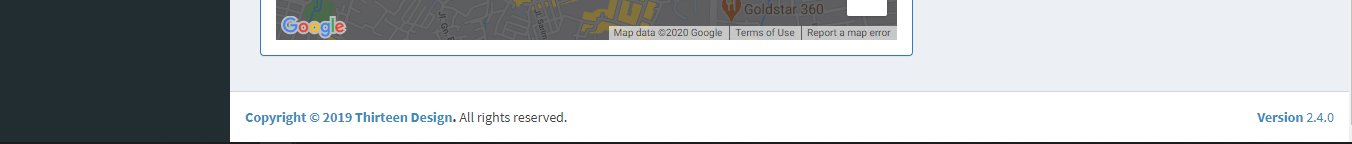 Goldstar 360
Google
Map data ©2020 Google Terms of Use Report a map error
Copyright © 2019 Thirteen Design. All rights reserved.
Version 2.4.0